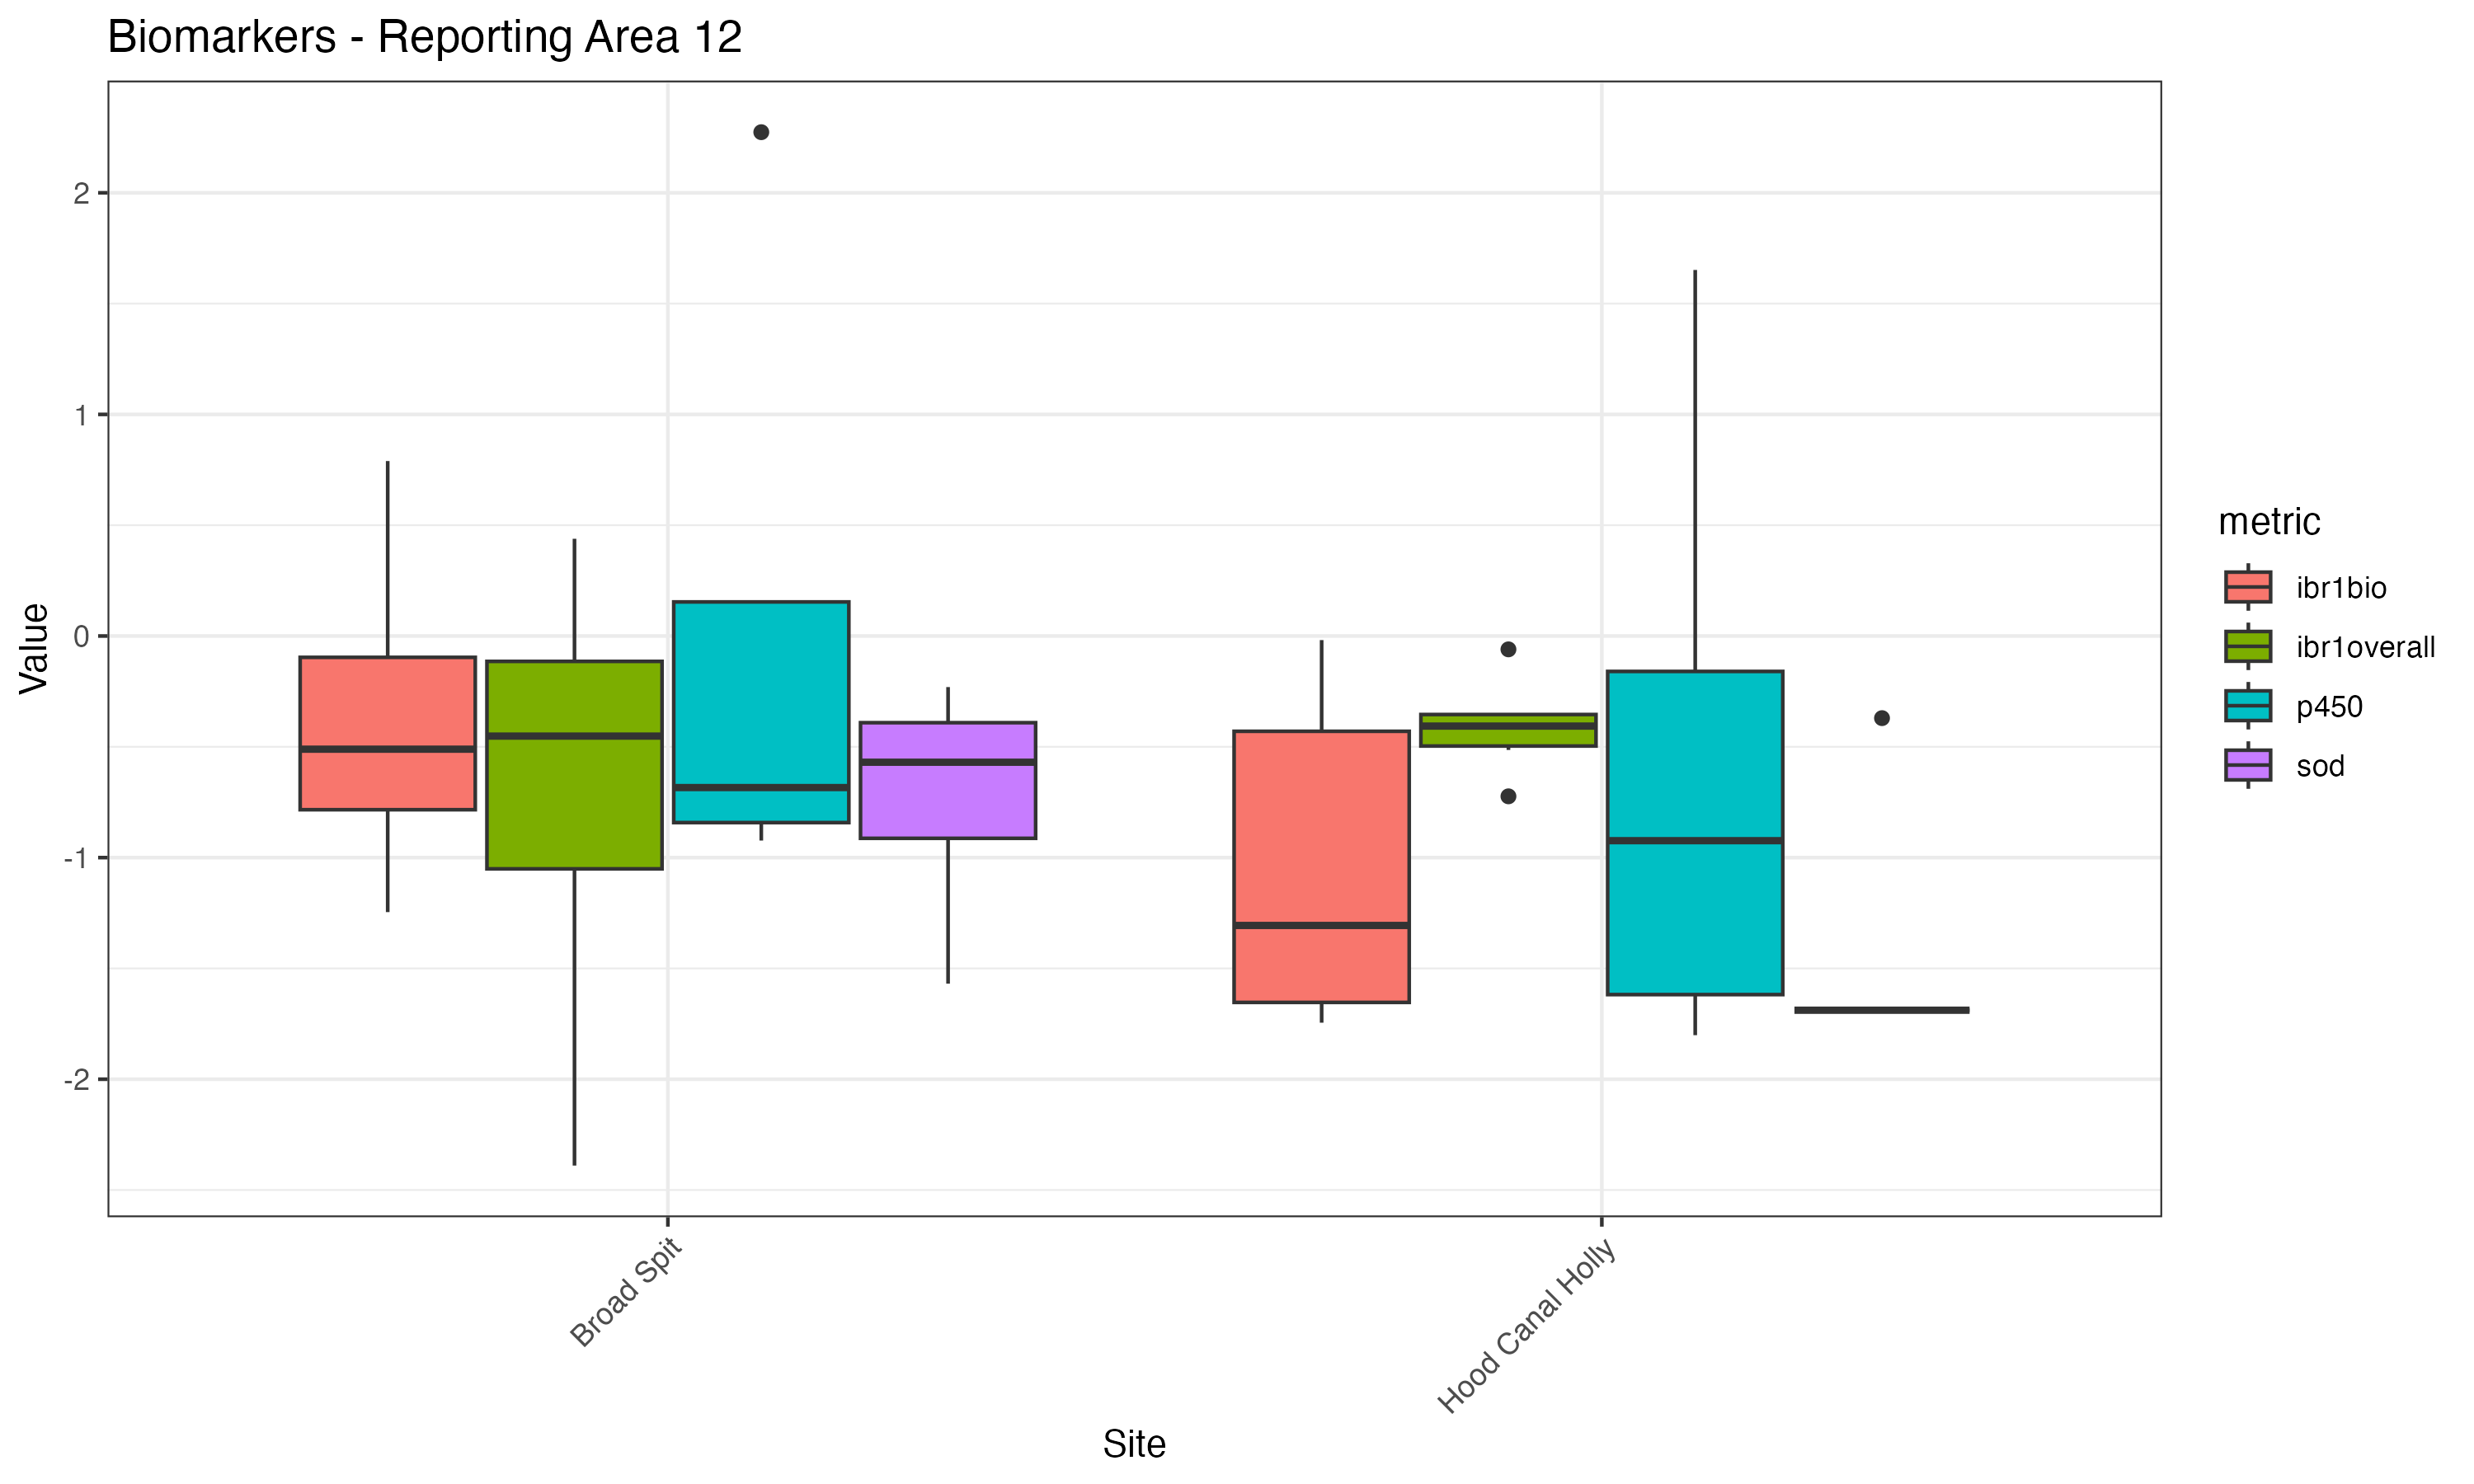 Biomarkers - Reporting Area 12
Value
2
1
0
-1
-2
Broad Spit
Hood Canal Holly
Site
metric
ibr1bio
ibr1overall
p450
sod